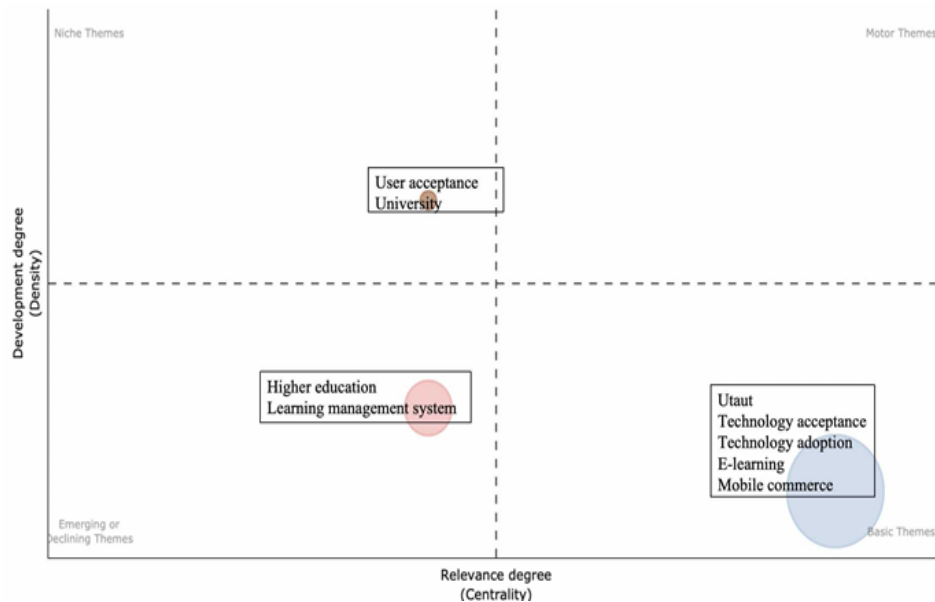 Niche Themes
Motor Themes
User acceptance
University
Development degree
(Density)
Higher education
Learning management system
Utaut
Technology acceptance
Technology adoption
E-learning
Mobile commerce
Emerging or
Declining Themes
Basic Themes
Relevance degree
(Centrality)